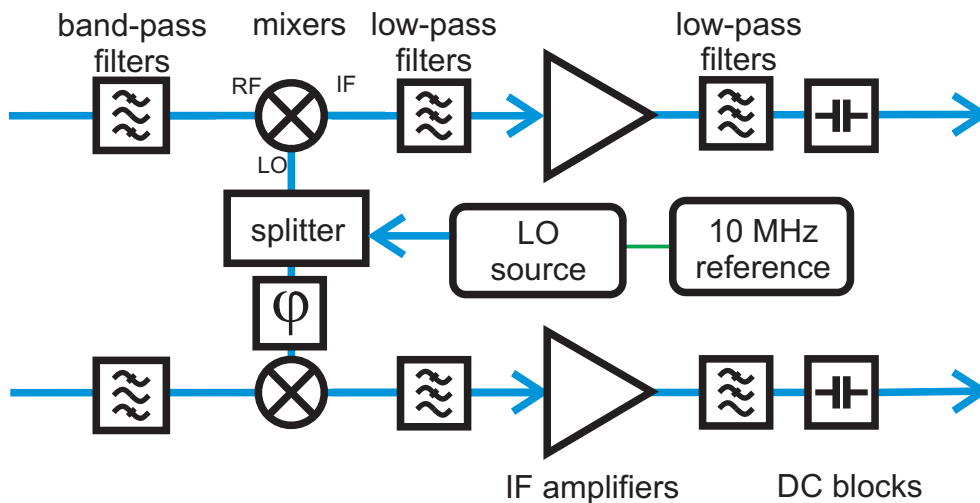 band-pass
filters
mixers
low-pass
filters
low-pass
filters
RF
IF
LO
splitter
LO
source
10 MHz
reference
φ
IF amplifiers
DC blocks